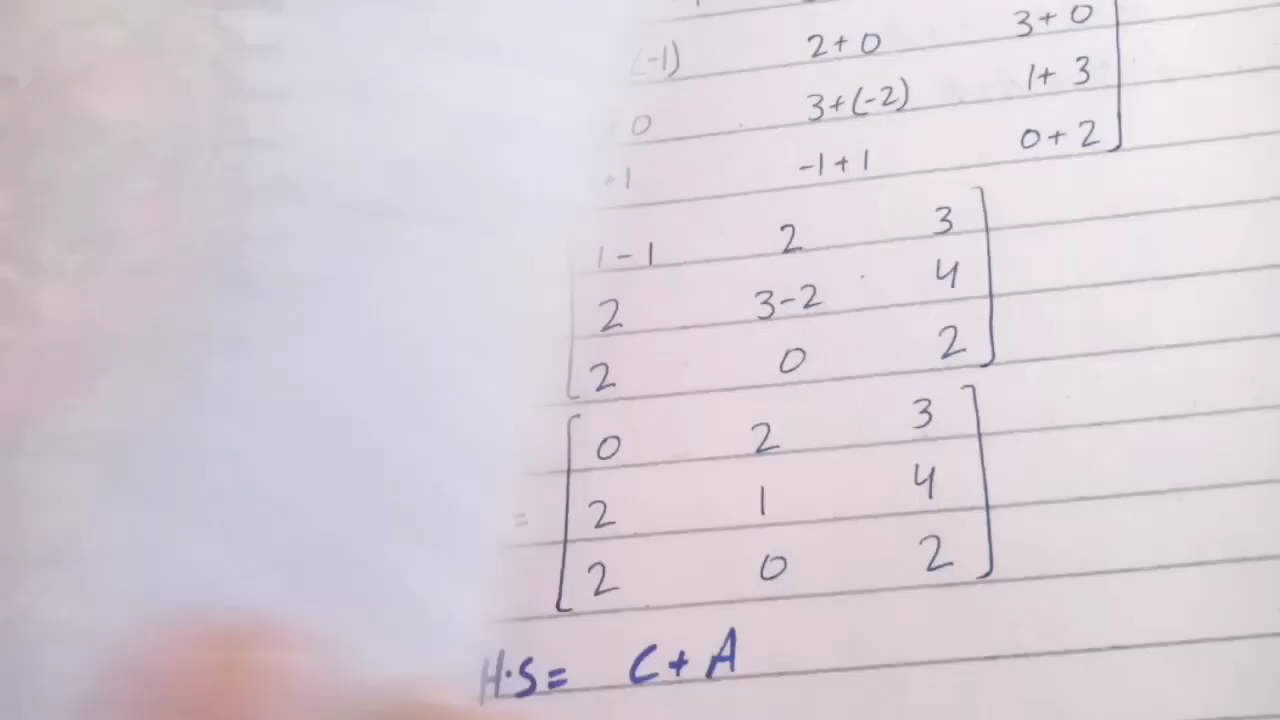 (-1) 2+0 3+0
0 3+(-2) 1+3
+1 -1+1 0+2
1-1 2 3
2 3-2 4
2 0 2
= 0 2 3
2 1 4
2 0 2
H.S= C+A